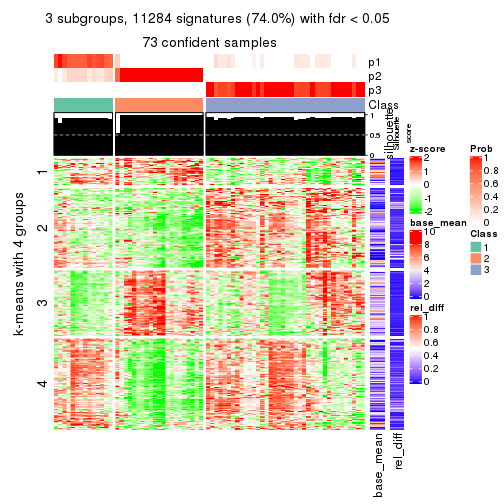 3 subgroups, 11284 signatures (74.0%) with fdr < 0.05
73 confident samples
p1
p2
p3
Class
silhouette
Silhouette
score
1
0.5
0
k-means with 4 groups
1
2
3
4
base_mean
rel_diff
z-score
2
1
0
-1
-2
base_mean
10
8
6
4
2
0
rel_diff
1
0.8
0.6
0.4
0.2
0
Prob
1
0.8
0.6
0.4
0.2
0
Class
1
2
3